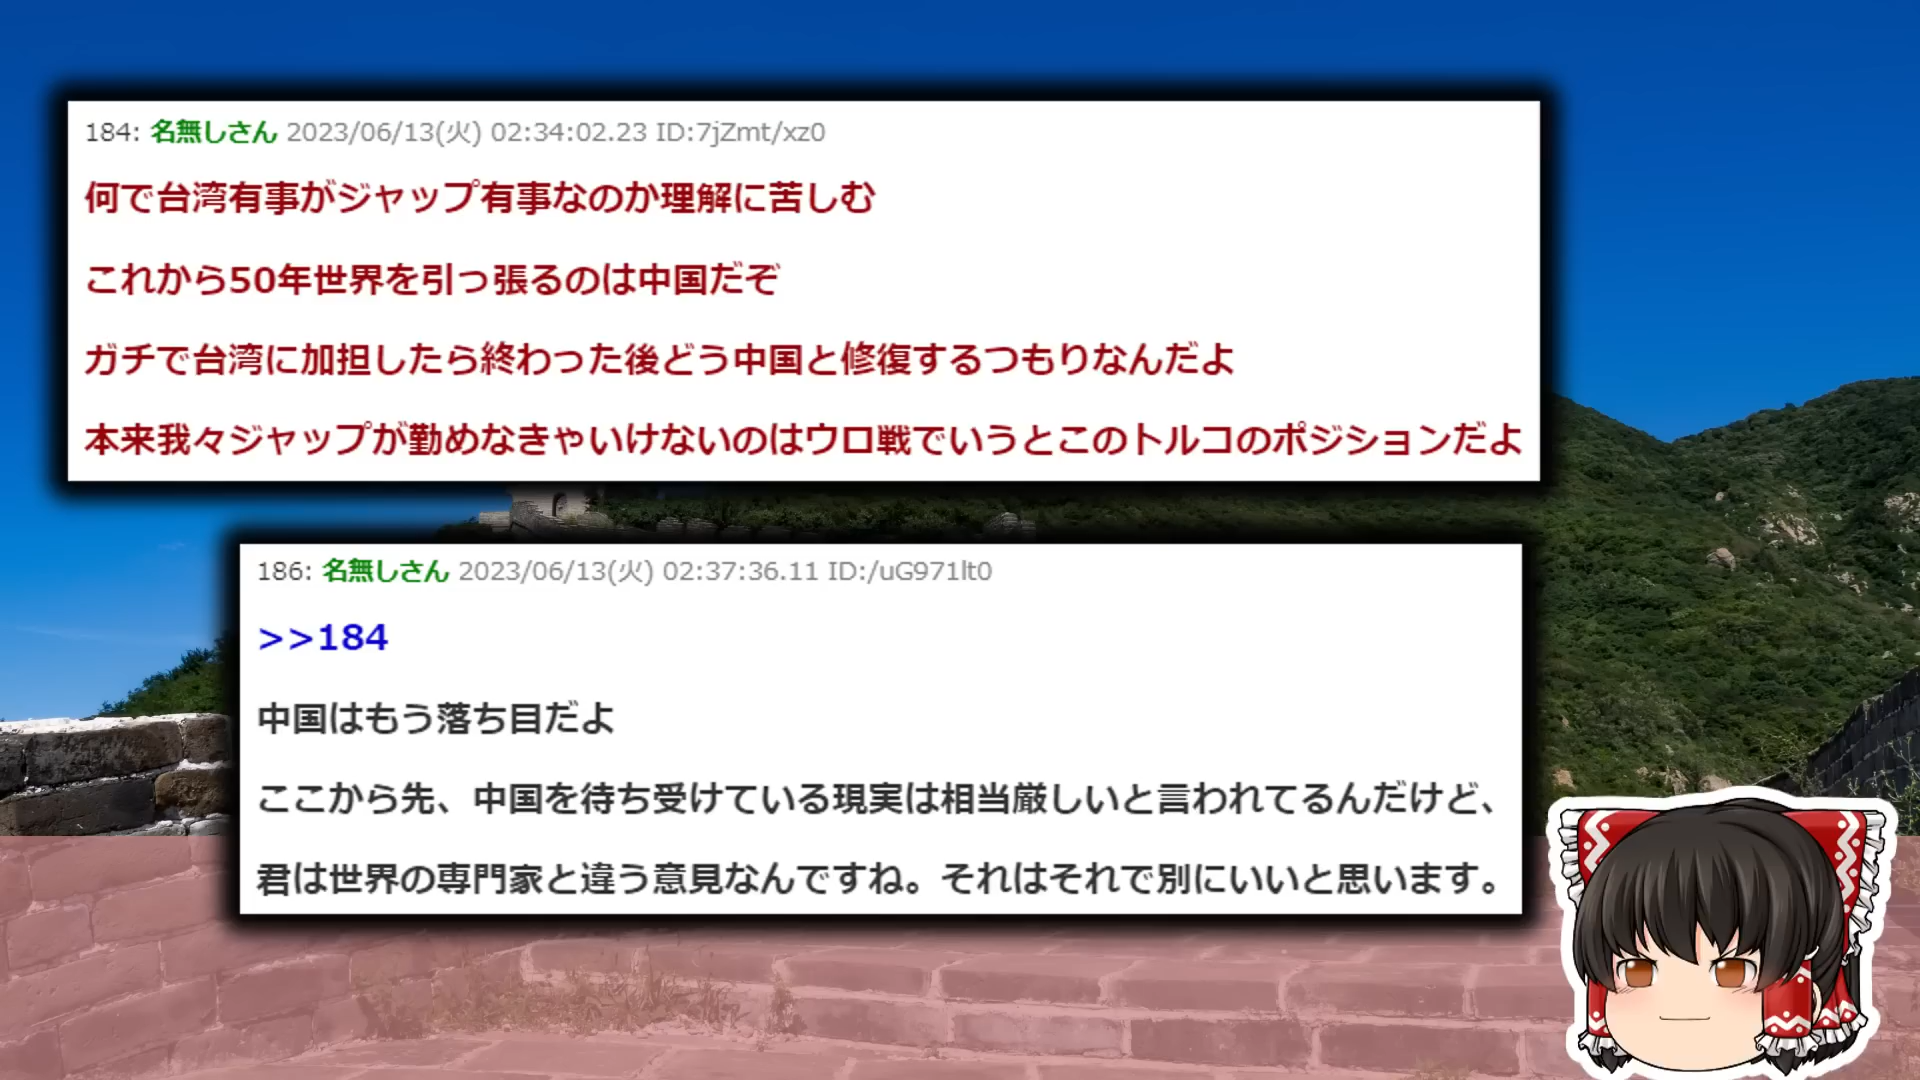 184: 名無しさん 2023/06/13(火) 02:34:02.23 ID:7jZmt/xz0
何で台湾有事がジャップ有事なのか理解に苦しむ
これから50年世界を引っ張るのは中国だぞ
ガチで台湾に加担したら終わった後どう中国と修復するつもりなんだよ
本来我々ジャップが勤めなきゃいけないのはウロ戦でいうとこのトルコのポジションだよ
186: 名無しさん 2023/06/13(火) 02:37:36.11 ID:/uG971lt0
>>184
中国はもう落ち目だよ
ここから先、中国を待ち受けている現実は相当厳しいと言われてるんだけど、
君は世界の専門家と違う意見なんですね。それはそれで別にいいと思います。